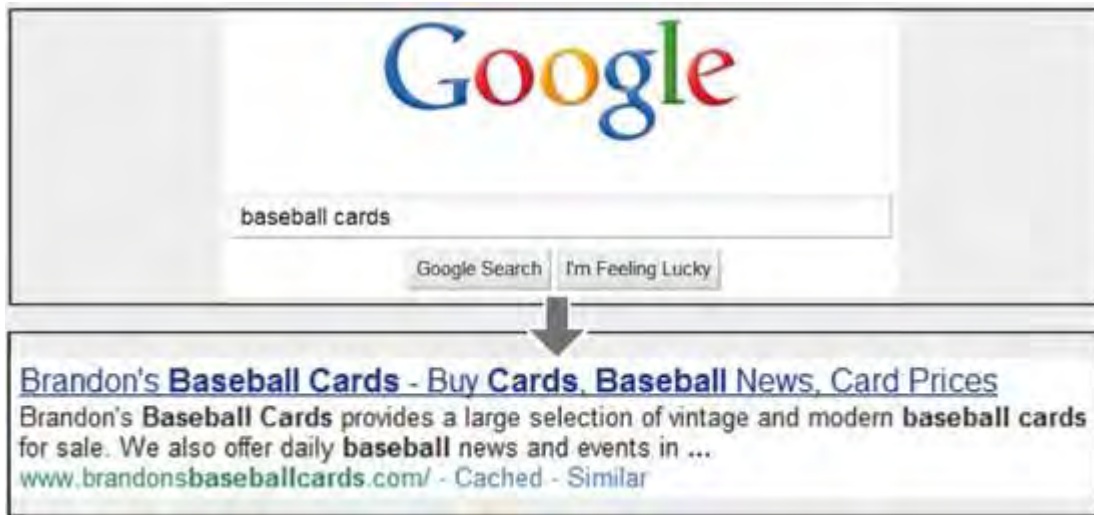 Google
baseball cards
Google Search I'm Feeling Lucky
Brandon's Baseball Cards - Buy Cards, Baseball News, Card Prices
Brandon's Baseball Cards provides a large selection of vintage and modern baseball cards
for sale. We also offer daily baseball news and events in ...
www.brandonsbaseballcards.com/ - Cached - Similar